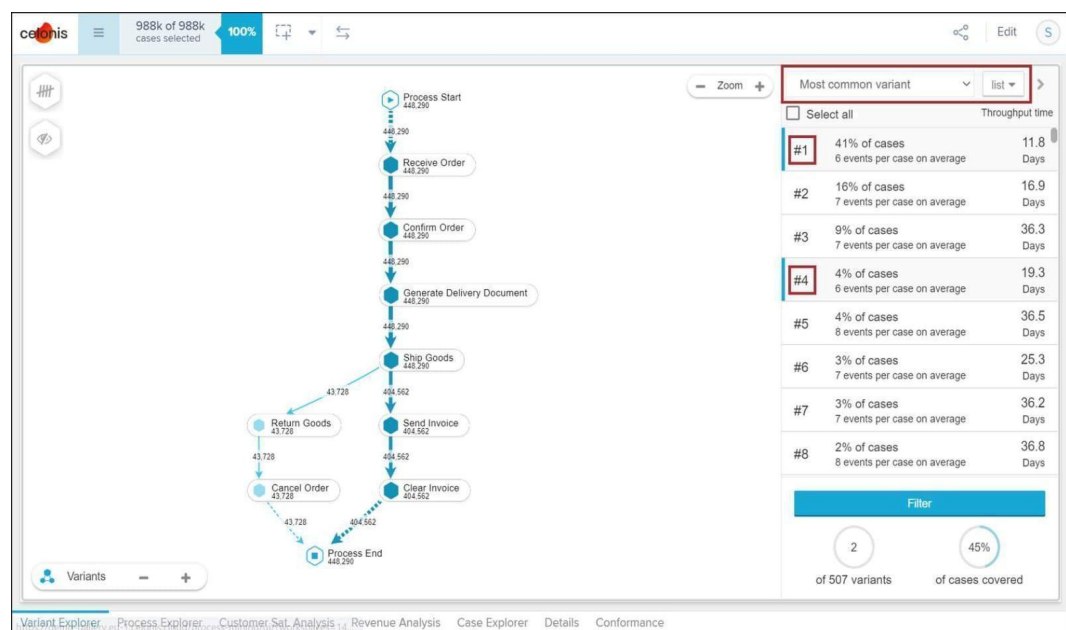 celonis
988k of 988k
cases selected
100%
Edit
S
Zoom
Most common variant
list
Select all
Throughput time
#1
41% of cases
11.8
6 events per case on average
Days
#2
16% of cases
16.9
7 events per case on average
Days
#3
9% of cases
36.3
7 events per case on average
Days
#4
4% of cases
19.3
6 events per case on average
Days
#5
4% of cases
36.5
8 events per case on average
Days
#6
3% of cases
25.3
7 events per case on average
Days
#7
3% of cases
36.2
7 events per case on average
Days
#8
2% of cases
36.8
8 events per case on average
Days
Filter
2
45%
of 507 variants
of cases covered
Process Start
448,290
448,290
Receive Order
448,290
448,290
Confirm Order
448,290
448,290
Generate Delivery Document
448,290
448,290
Ship Goods
448,290
43,728
404,562
Return Goods
43,728
Send Invoice
404,562
43,728
404,562
Cancel Order
43,728
Clear Invoice
404,562
43,728
404,562
Process End
448,290
Variants
Variant Explorer
Process Explorer
Customer Sat. Analysis
Revenue Analysis
Case Explorer
Details
Conformance